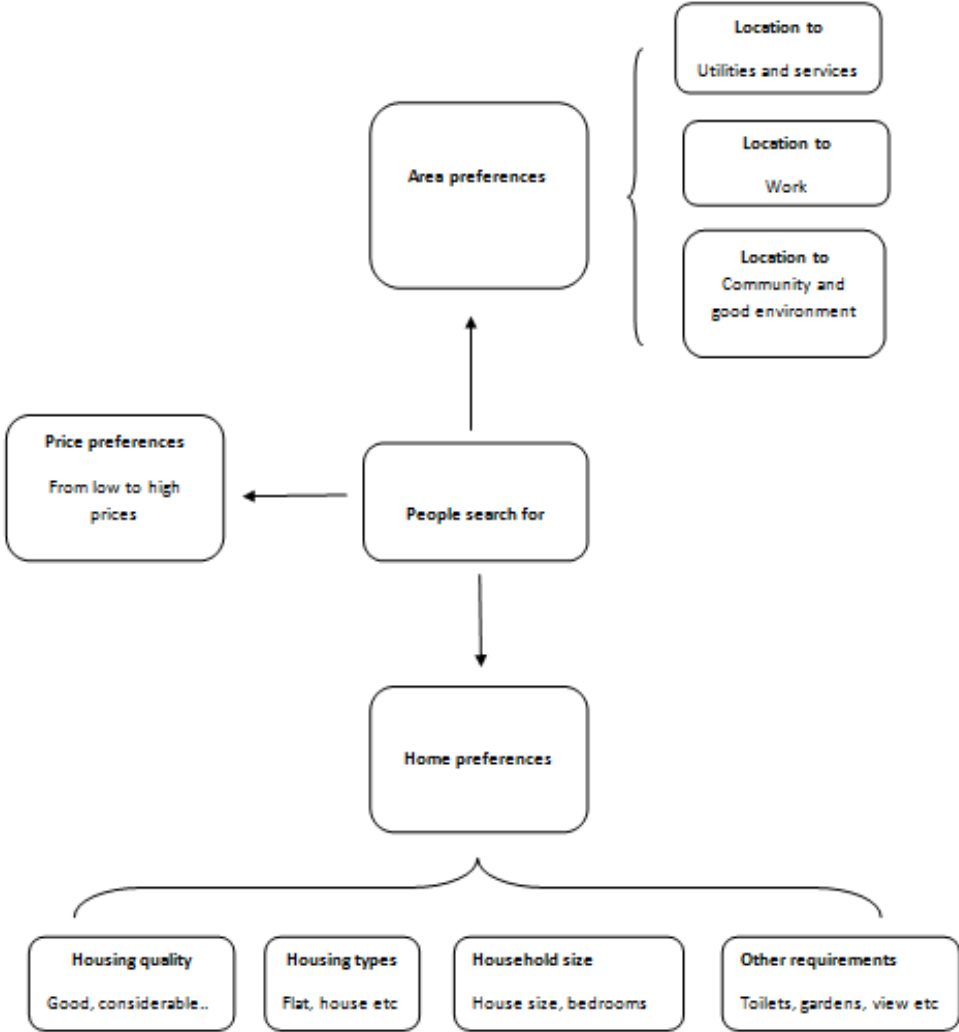 Location to
Utilities and services
Area preferences
Location to
Work
Location to
Community and
good environment
Price preferences
From low to high
prices
People search for
Home preferences
Housing quality
Good, considerable..
Housing types
Flat, house etc
Household size
House size, bedrooms
Other requirements
Toilets, gardens, view etc